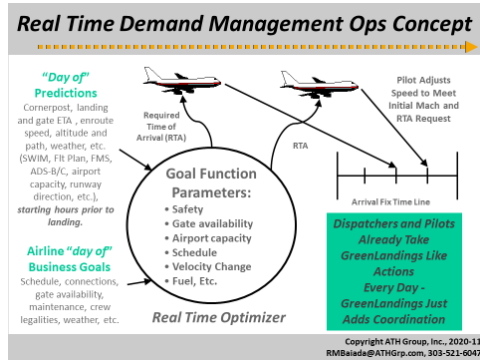 Real Time Demand Management Ops Concept
“Day of”
Predictions
Cornerpost, landing
and gate ETA , enroute
speed, altitude and
path, weather, etc.
(SWIM, Flt Plan, FMS,
ADS-B/C, airport
capacity, runway
direction, etc.),
starting hours prior to
landing.
Airline “day of”
Business Goals
Schedule, connections,
gate availability,
maintenance, crew
legalities, weather, etc.
Required
Time of
Arrival (RTA)
RTA
Goal Function
Parameters:
• Safety
• Gate availability
• Airport capacity
• Schedule
• Velocity Change
• Fuel, Etc.
Real Time Optimizer
Pilot Adjusts
Speed to Meet
Initial Mach and
RTA Request
Arrival Fix Time Line
Dispatchers and Pilots
Already Take
GreenLandings Like
Actions
Every Day -
GreenLandings Just
Adds Coordination
Copyright ATH Group, Inc., 2020-11
RMBaiada@ATHGrp.com, 303-521-6047